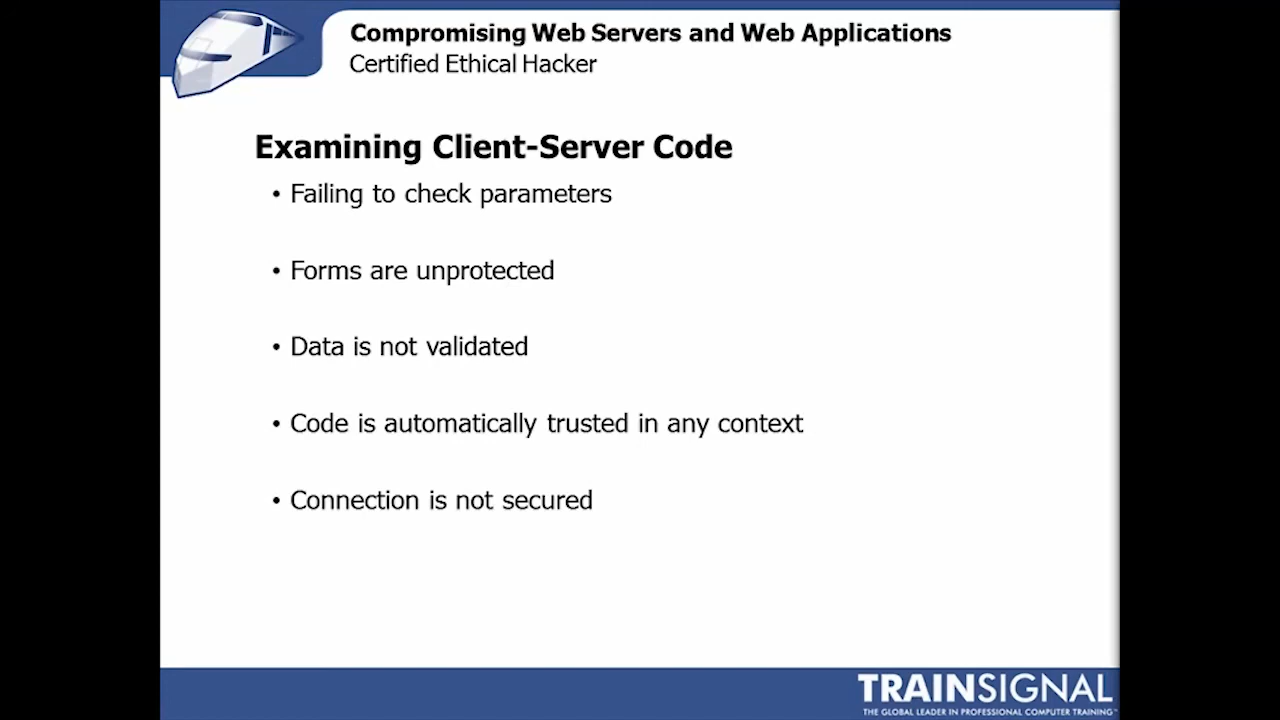 Compromising Web Servers and Web Applications
Certified Ethical Hacker
Examining Client-Server Code
• Failing to check parameters
• Forms are unprotected
• Data is not validated
• Code is automatically trusted in any context
• Connection is not secured
TRAINSIGNAL
THE GLOBAL LEADER IN PROFESSIONAL COMPUTER TRAINING